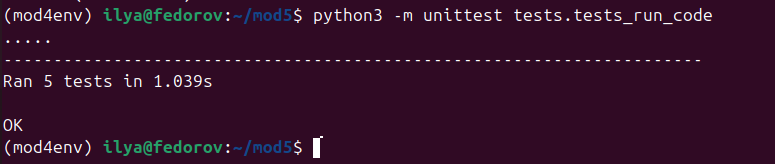 (mod4env) ilya@fedorov:~/mod5$ python3 -m unittest tests.tests_run_code
.....
----------------------------------------------------------------------
Ran 5 tests in 1.039s
OK
(mod4env) ilya@fedorov:~/mod5$